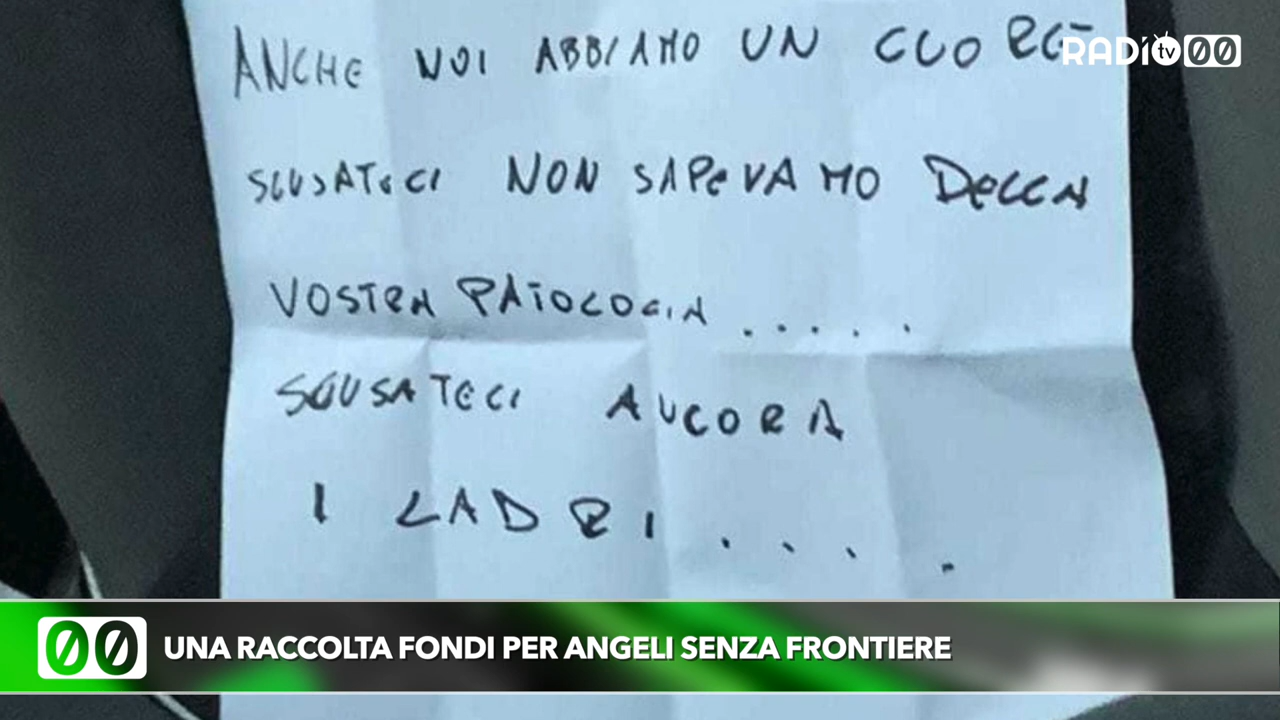 ANCHE NOI ABBIAMO UN CUORE
RADIO tv 00
SCUSATECI NON SAPEVAMO DELLA
VOSTRA PATOLOGIA .....
SCUSATECI ANCORA
I LADRI ....
00 UNA RACCOLTA FONDI PER ANGELI SENZA FRONTIERE